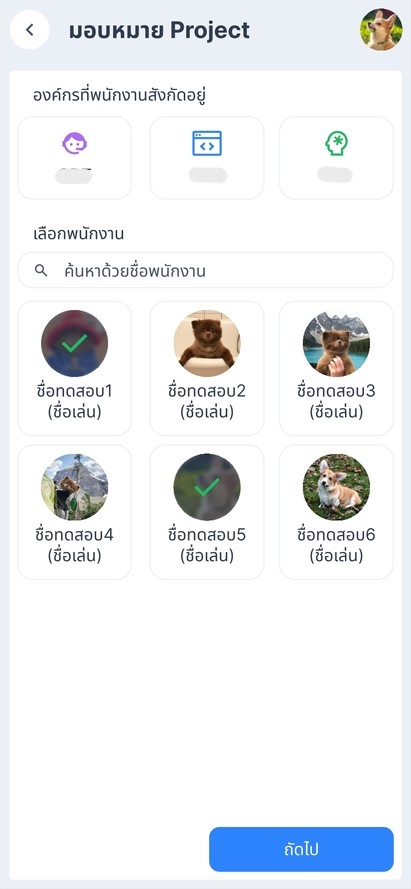 มอบหมาย Project
องค์กรที่พนักงานสังกัดอยู่
เลือกพนักงาน
ค้นหาด้วยชื่อพนักงาน
ชื่อทดสอบ1
(ชื่อเล่น)
ชื่อทดสอบ2
(ชื่อเล่น)
ชื่อทดสอบ3
(ชื่อเล่น)
ชื่อทดสอบ4
(ชื่อเล่น)
ชื่อทดสอบ5
(ชื่อเล่น)
ชื่อทดสอบ6
(ชื่อเล่น)
ถัดไป